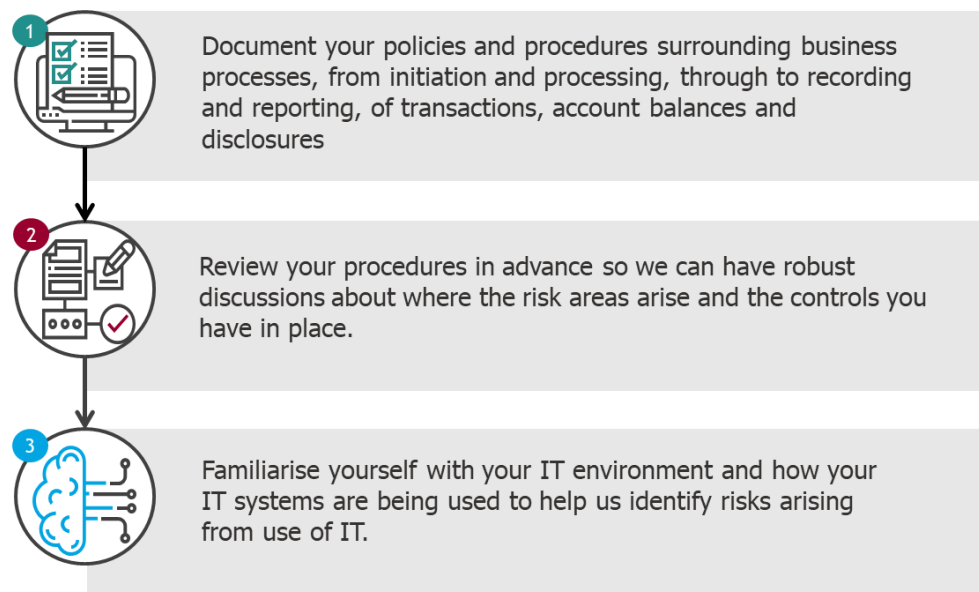 1
Document your policies and procedures surrounding business
processes, from initiation and processing, through to recording
and reporting, of transactions, account balances and
disclosures
2
Review your procedures in advance so we can have robust
discussions about where the risk areas arise and the controls you
have in place.
3
Familiarise yourself with your IT environment and how your
IT systems are being used to help us identify risks arising
from use of IT.